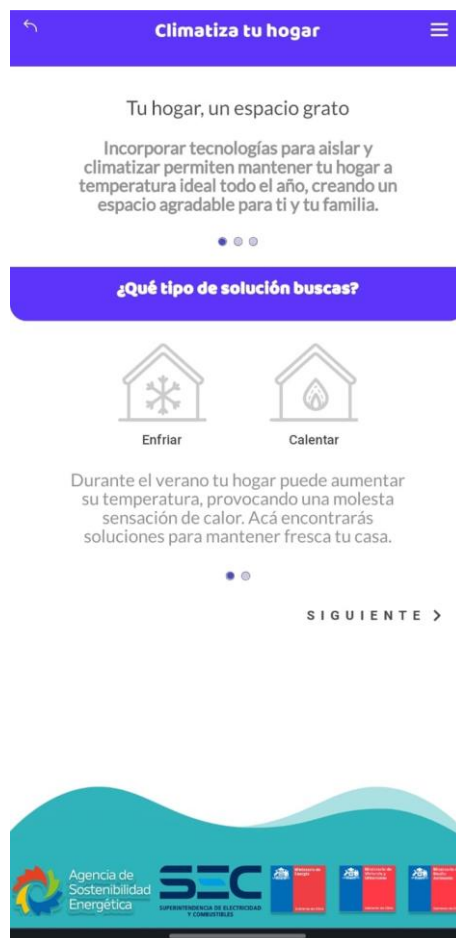 Climatiza tu hogar
Tu hogar, un espacio grato
Incorporar tecnologías para aislar y
climatizar permiten mantener tu hogar a
temperatura ideal todo el año, creando un
espacio agradable para ti y tu familia.
¿Qué tipo de solución buscas?
Enfriar
Calentar
Durante el verano tu hogar puede aumentar
su temperatura, provocando una molesta
sensación de calor. Acá encontrarás
soluciones para mantener fresca tu casa.
SIGUIENTE
Agencia de
Sostenibilidad
Energética
SEC
SUPERINTENDENCIA DE ELECTRICIDAD
Y COMBUSTIBLES
Ministerio de
Energía